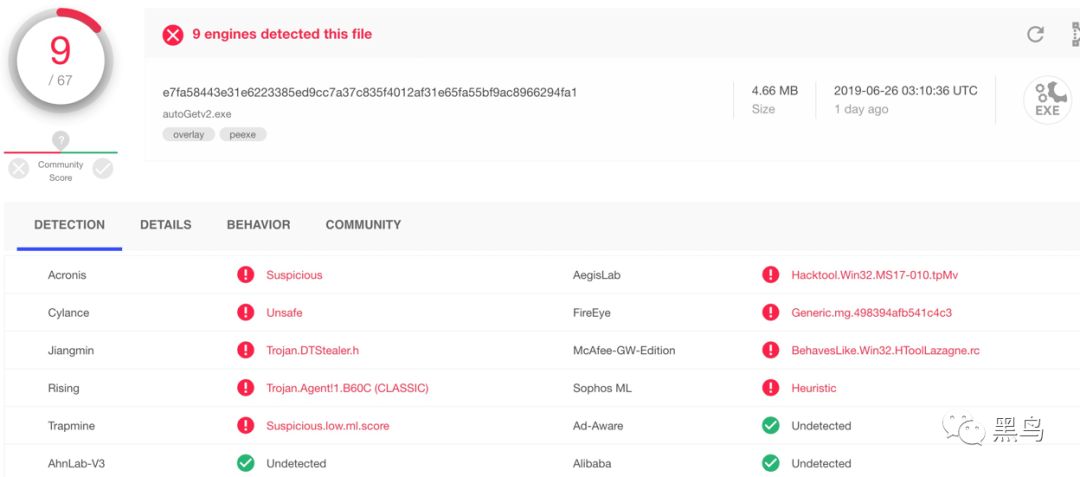 9
/ 67
?
Community
Score
9 engines detected this file
e7fa58443e31e6223385ed9cc7a37c835f4012af31e65fa55bf9ac8966294fa1
autoGetv2.exe
overlay peexe
4.66 MB
Size
2019-06-26 03:10:36 UTC
1 day ago
EXE
DETECTION DETAILS BEHAVIOR COMMUNITY
Acronis Suspicious AegisLab Hacktool.Win32.MS17-010.tpMv
Cylance Unsafe FireEye Generic.mg.498394afb541c4c3
Jiangmin Trojan.DTStealer.h McAfee-GW-Edition BehavesLike.Win32.HToolLazagne.rc
Rising Trojan.Agent!1.B60C (CLASSIC) Sophos ML Heuristic
Trapmine Suspicious.low.ml.score Ad-Aware Undetected
AhnLab-V3 Undetected Alibaba Undetected
黑鸟